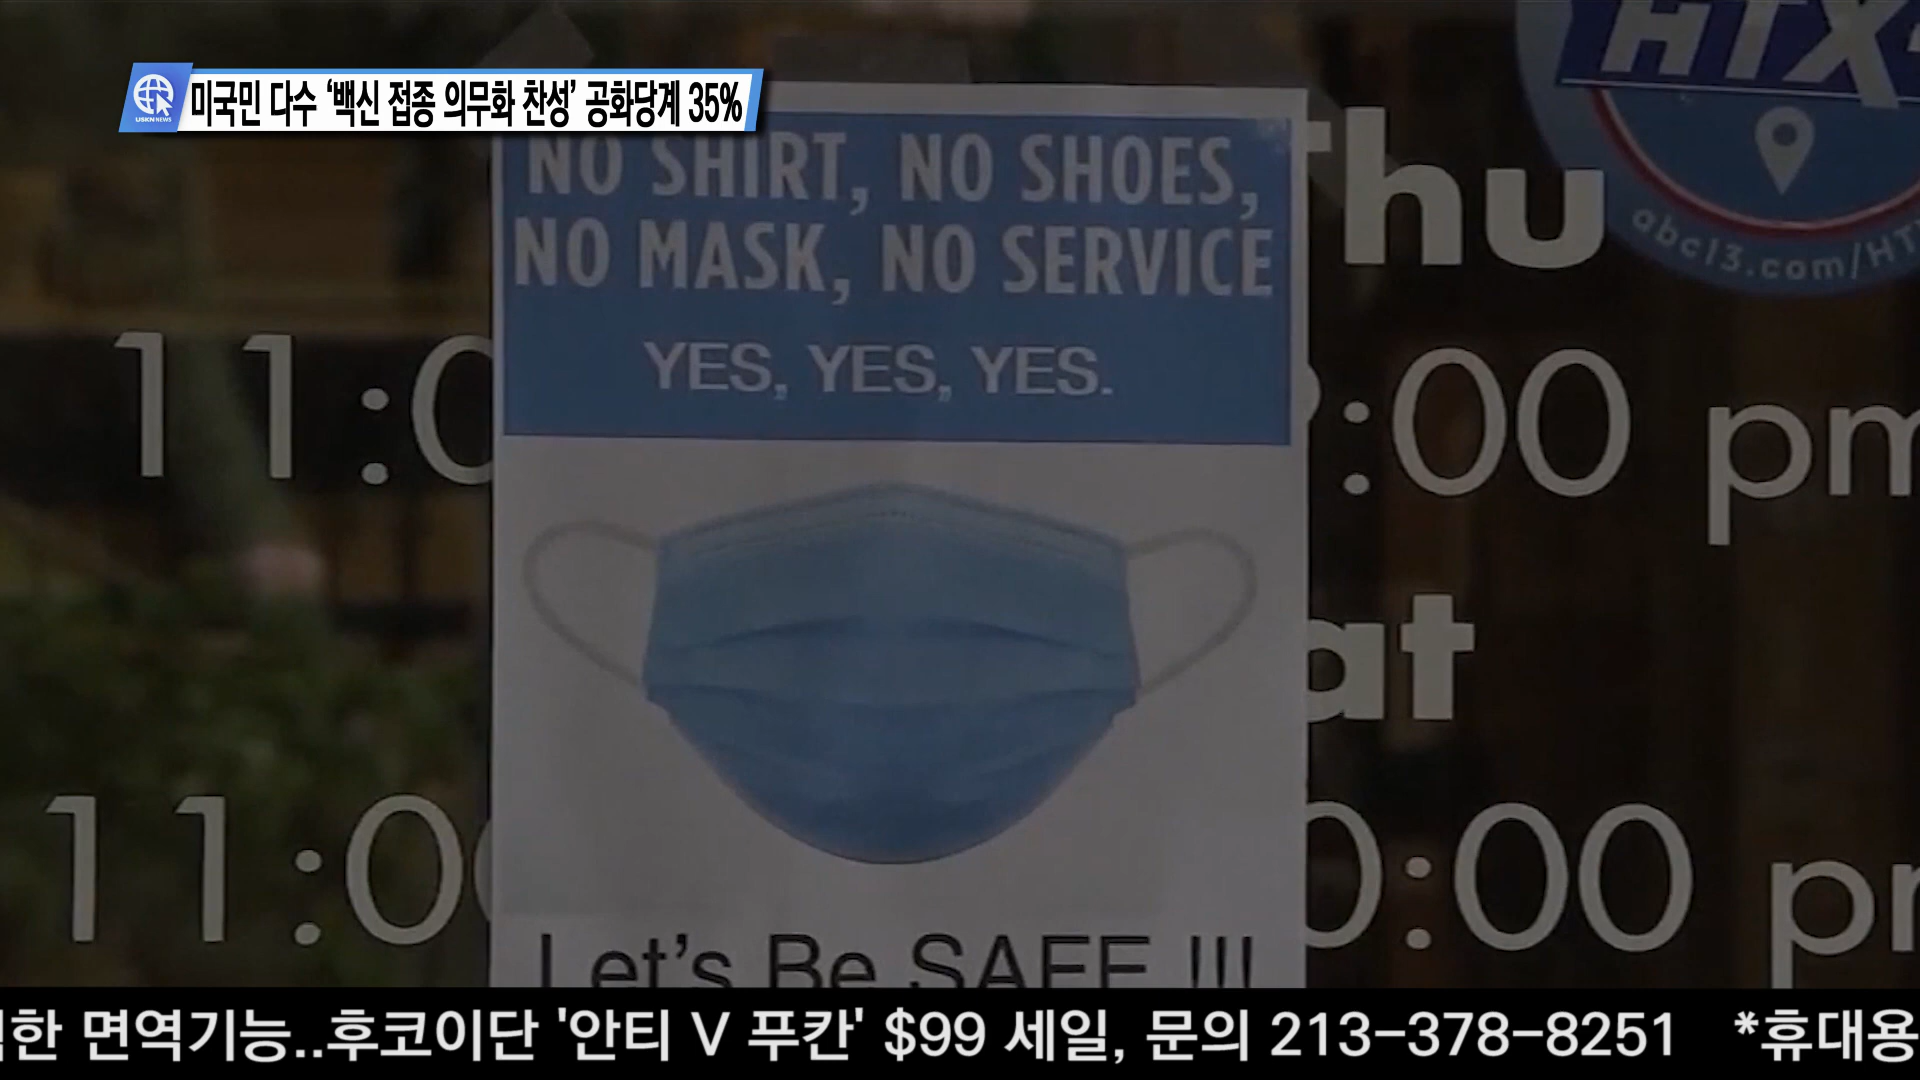 USKN NEWS
미국민 다수 ‘백신 접종 의무화 찬성’ 공화당계 35%
NO SHIRT, NO SHOES,
NO MASK, NO SERVICE
YES, YES, YES.
Let's Be SAFE !!!
Thu
11:0
:00 pm
at
11:0
0:00 p
HTX+
abc13.com/HT
한 면역기능..후코이단 '안티 V 푸칸' $99 세일, 문의 213-378-8251 *휴대용